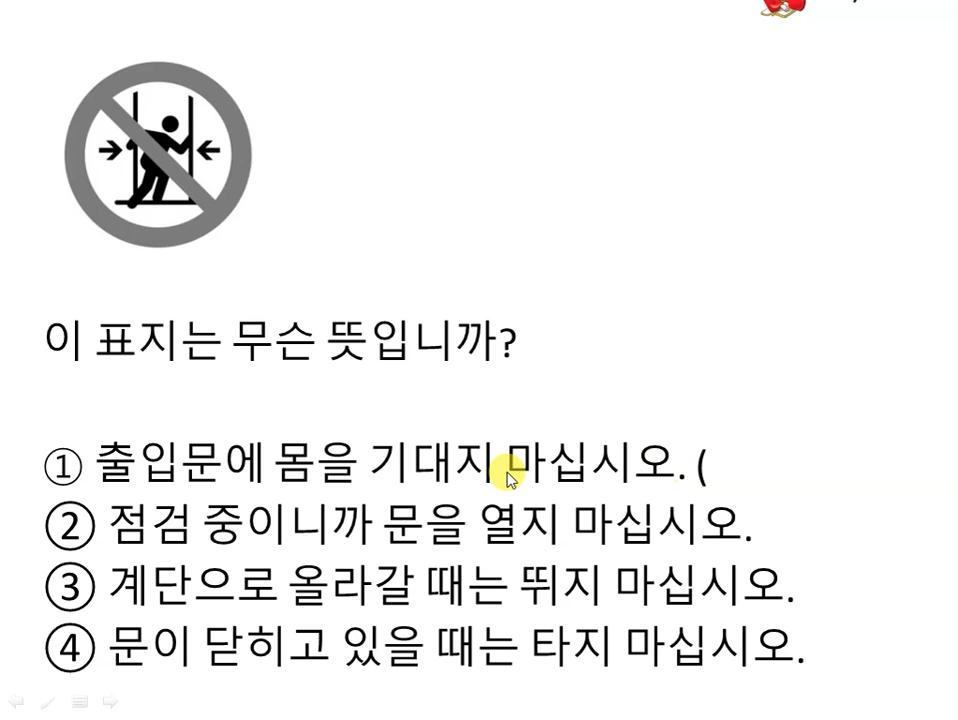 이 표지는 무슨 뜻입니까?
① 출입문에 몸을 기대지 마십시오. (
② 점검 중이니까 문을 열지 마십시오.
③ 계단으로 올라갈 때는 뛰지 마십시오.
④ 문이 닫히고 있을 때는 타지 마십시오.